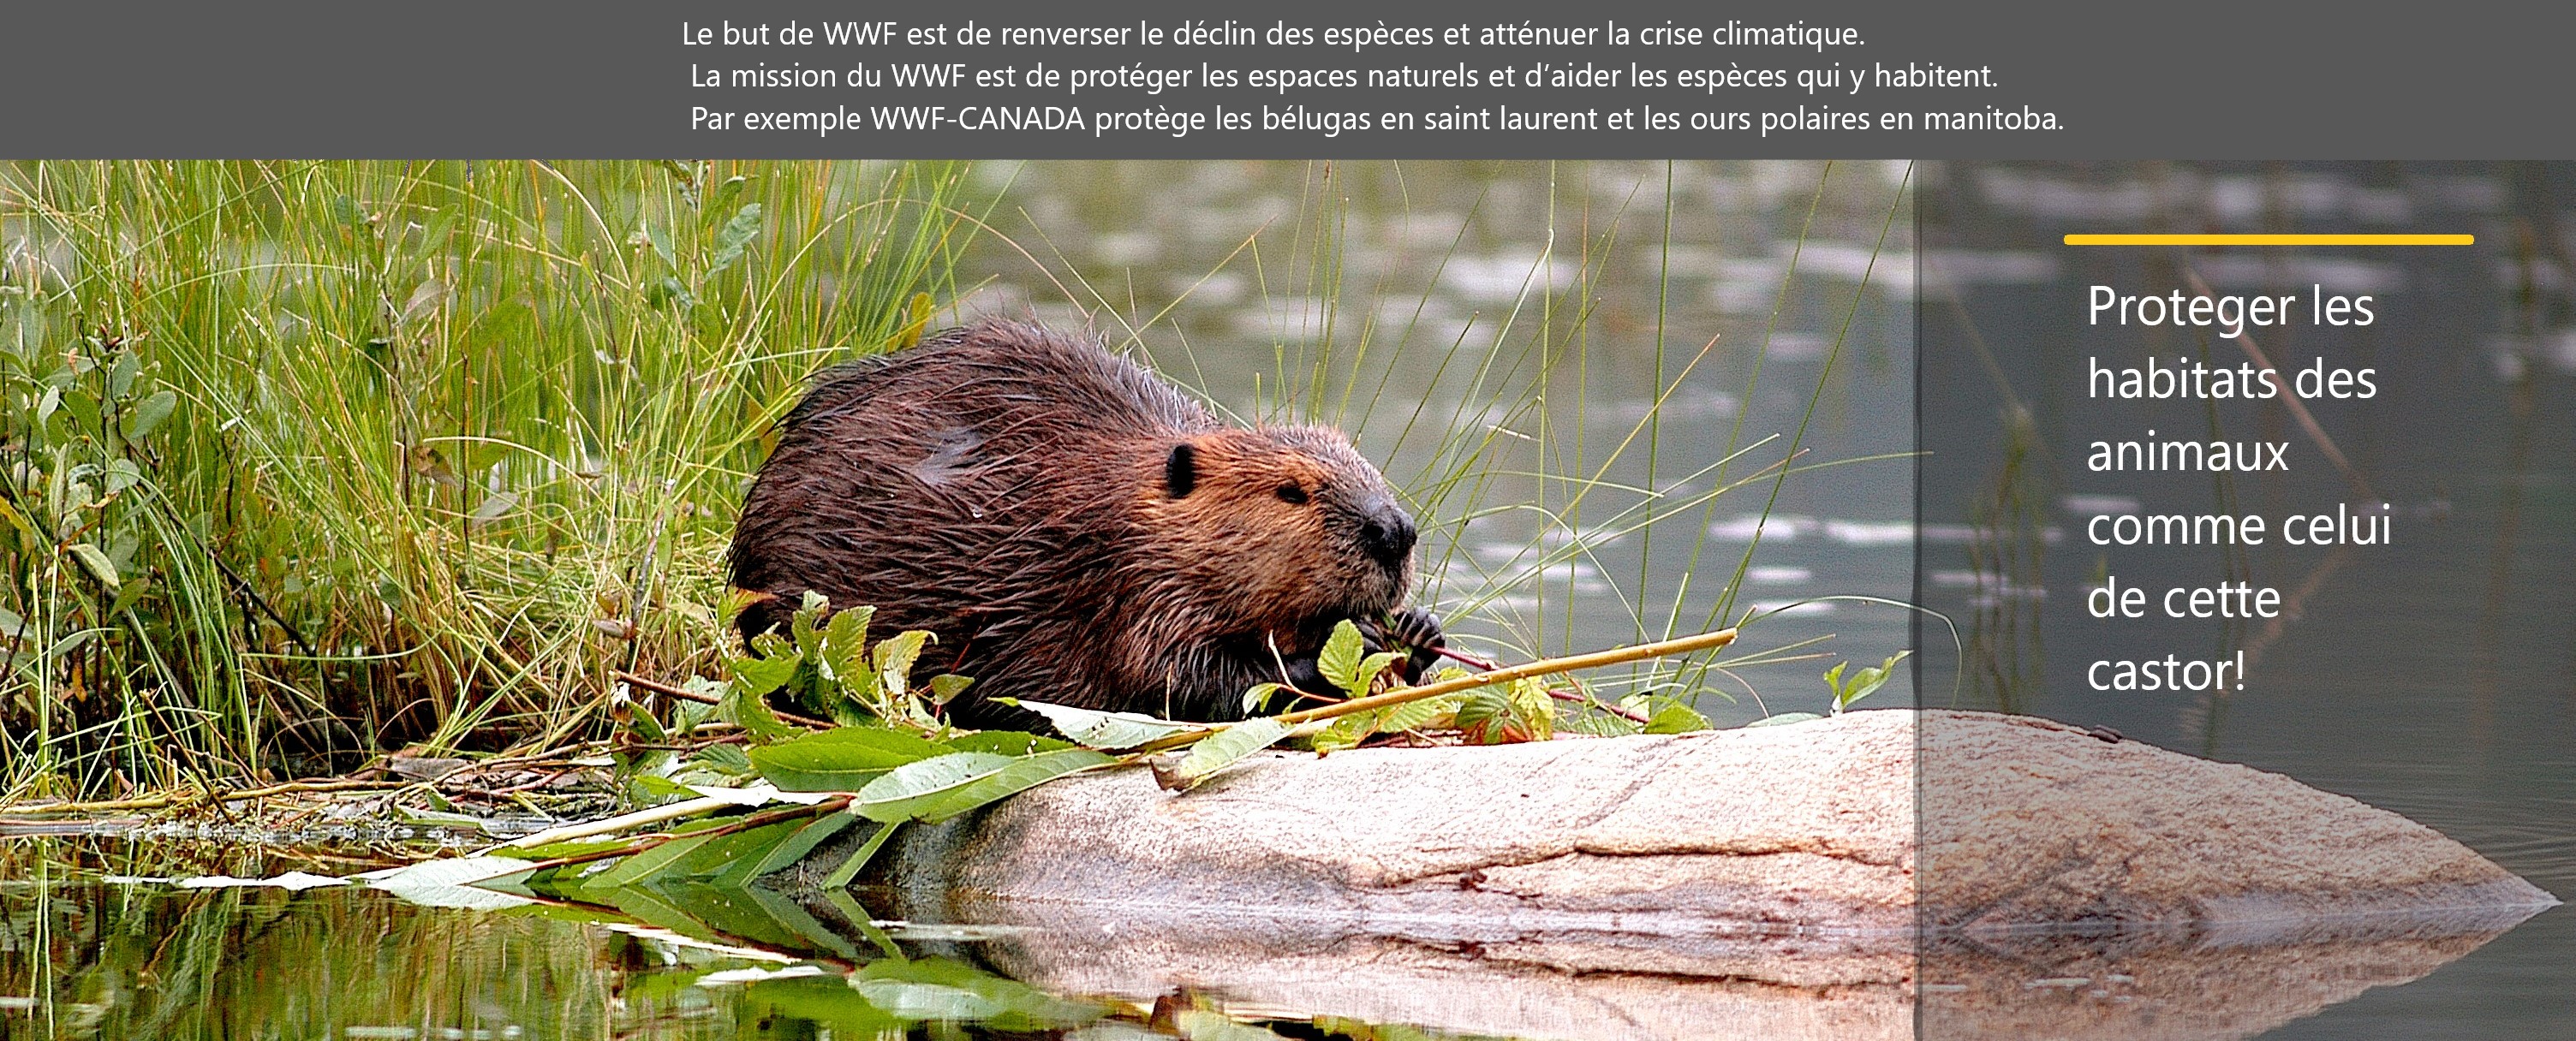 Le but de WWF est de renverser le déclin des espèces et atténuer la crise climatique.
La mission du WWF est de protéger les espaces naturels et d’aider les espèces qui y habitent.
Par exemple WWF-CANADA protège les bélugas en saint laurent et les ours polaires en manitoba.
Proteger les
habitats des
animaux
comme celui
de cette
castor!